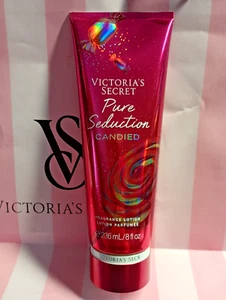 VICTORIA'S
SECRET
Pure
Seduction
CANDIED
FRAGRANCE LOTION
LOTION PARFUMÉE
236 mL/8 fl oz
VICTORIA'S SECRET
VS
VICTORIA'S